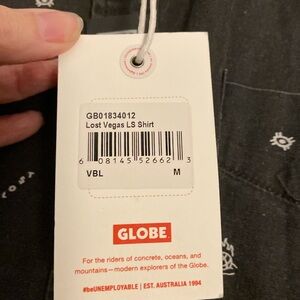 GB01834012
Lost Vegas LS Shirt
6 08145 52662 3
VBL M
GLOBE
For the riders of concrete, oceans, and
mountains—modern explorers of the Globe.
#beUNEMPLOYABLE | EST. AUSTRALIA 1994
LOST